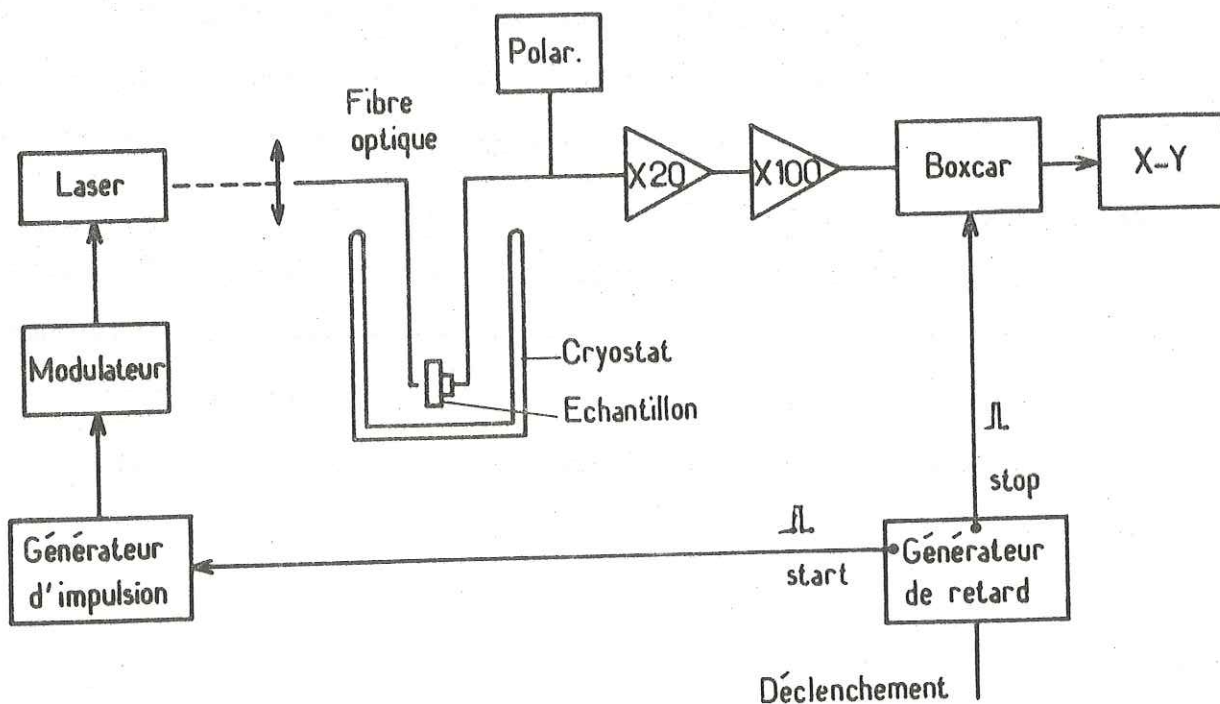 Polar.
Fibre
optique
Laser
X20
X100
Boxcar
X-Y
Modulateur
Cryostat
Echantillon
stop
Générateur
d'impulsion
start
Générateur
de retard
Déclenchement